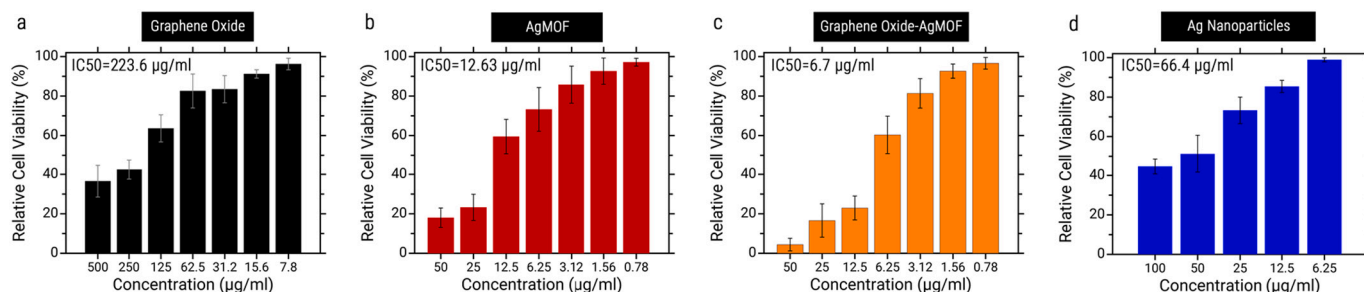 a
Graphene Oxide
IC50=223.6 μg/ml
Relative Cell Viability (%)
100
80
60
40
20
0
500 250 125 62.5 31.2 15.6 7.8
Concentration (μg/ml)
b
AgMOF
IC50=12.63 μg/ml
Relative Cell Viability (%)
100
80
60
40
20
0
50 25 12.5 6.25 3.12 1.56 0.78
Concentration (μg/ml)
c
Graphene Oxide-AgMOF
IC50=6.7 μg/ml
Relative Cell Viability (%)
100
80
60
40
20
0
50 25 12.5 6.25 3.12 1.56 0.78
Concentration (μg/ml)
d
Ag Nanoparticles
IC50=66.4 μg/ml
Relative Cell Viability (%)
100
80
60
40
20
0
100 50 25 12.5 6.25
Concentration (μg/ml)